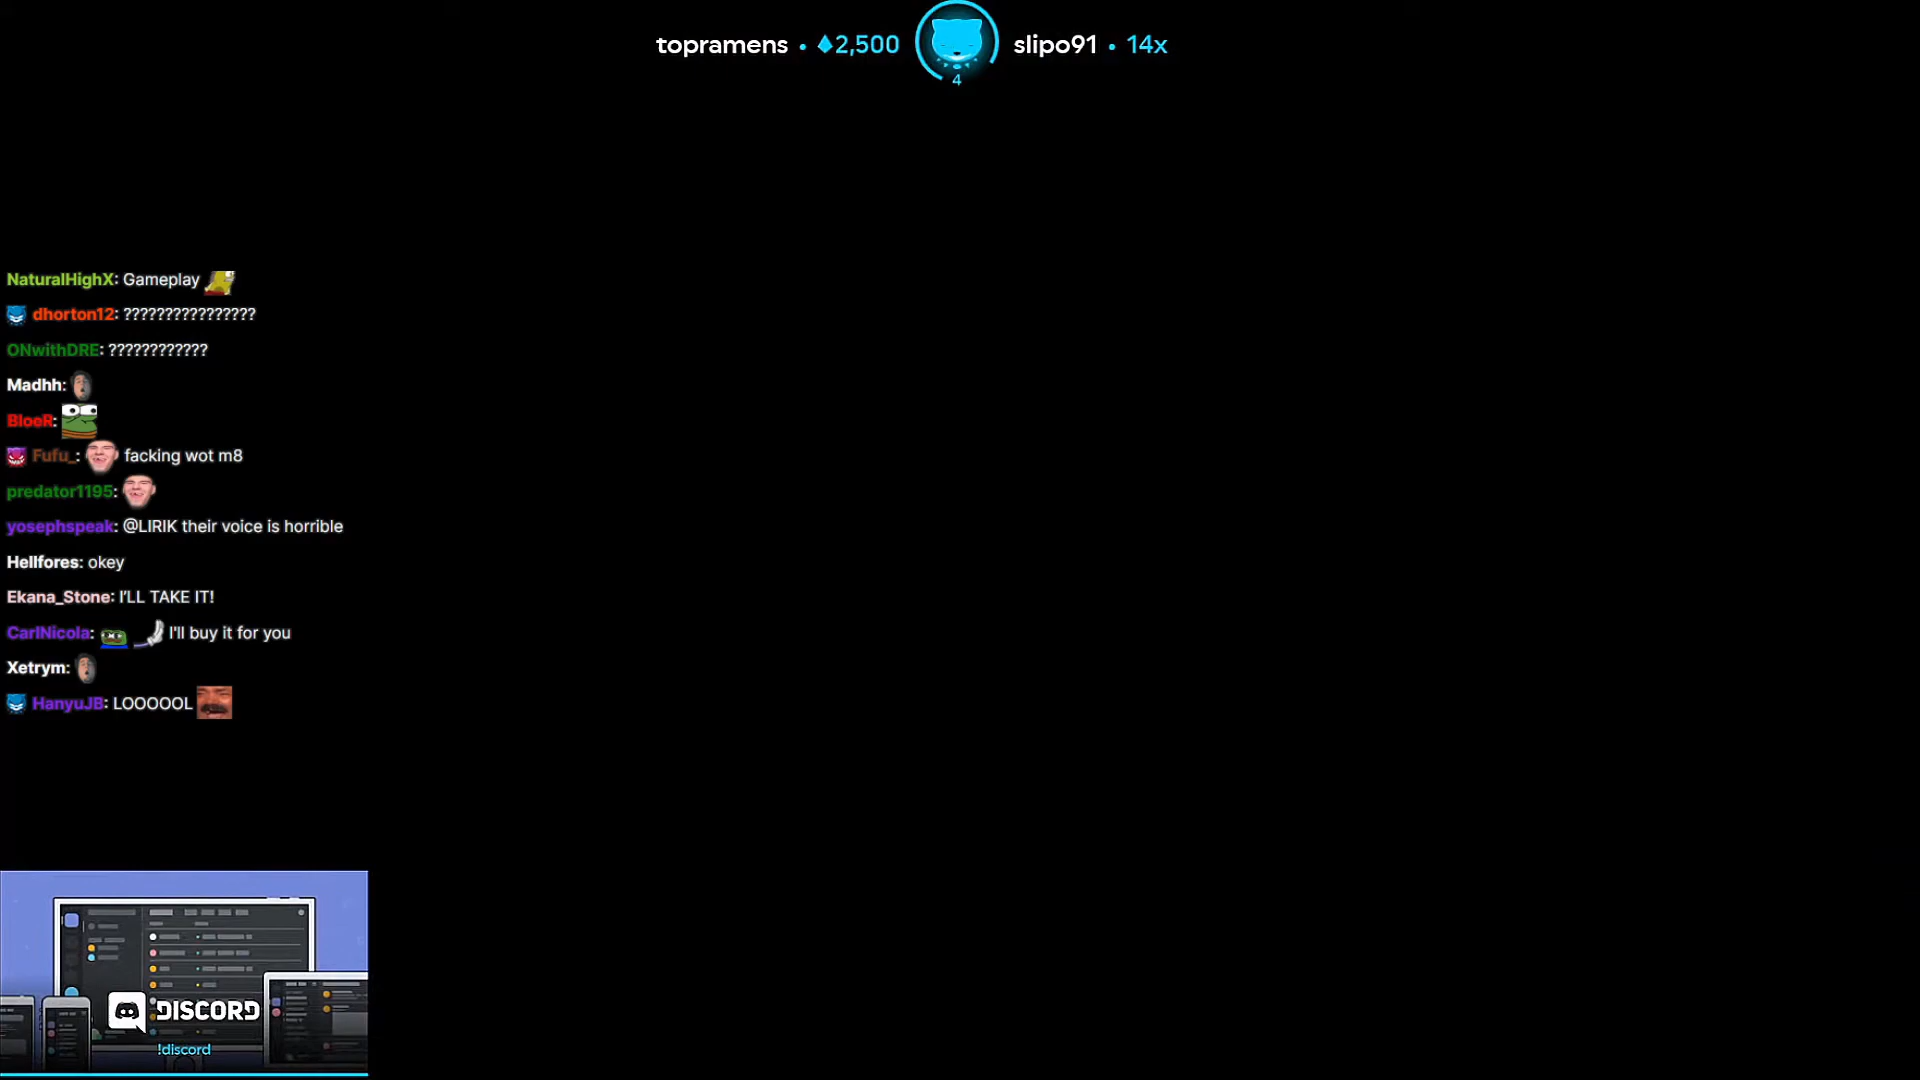 topramens • 2,500 slipo91 • 14x
4
NaturalHighX: Gameplay
dhorton12: ????????????????
ONwithDRE: ????????????
Madhh:
BloeR:
Fufu_: facking wot m8
predator1195:
yosephspeak: @LIRIK their voice is horrible
Hellfores: okey
Ekana_Stone: I'LL TAKE IT!
CarlNicola: I'll buy it for you
Xetrym:
HanyuJB: LOOOOOL
DISCORD
!discord